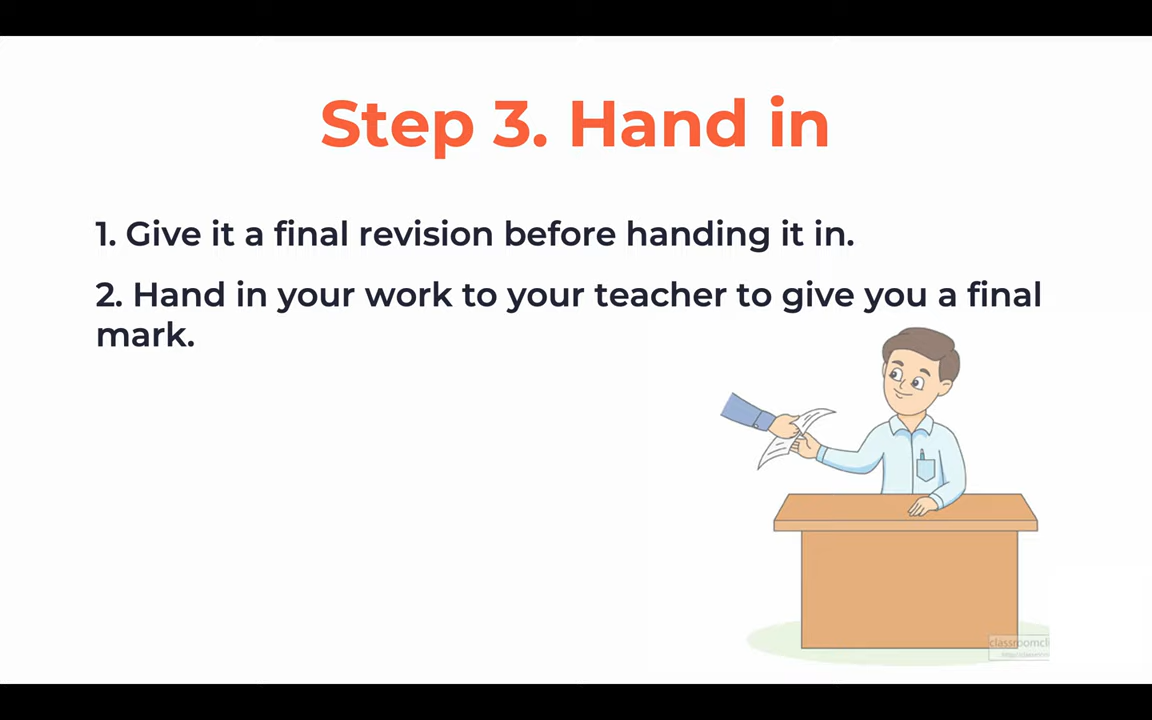 Step 3. Hand in
1. Give it a final revision before handing it in.
2. Hand in your work to your teacher to give you a final
mark.
classroomcli